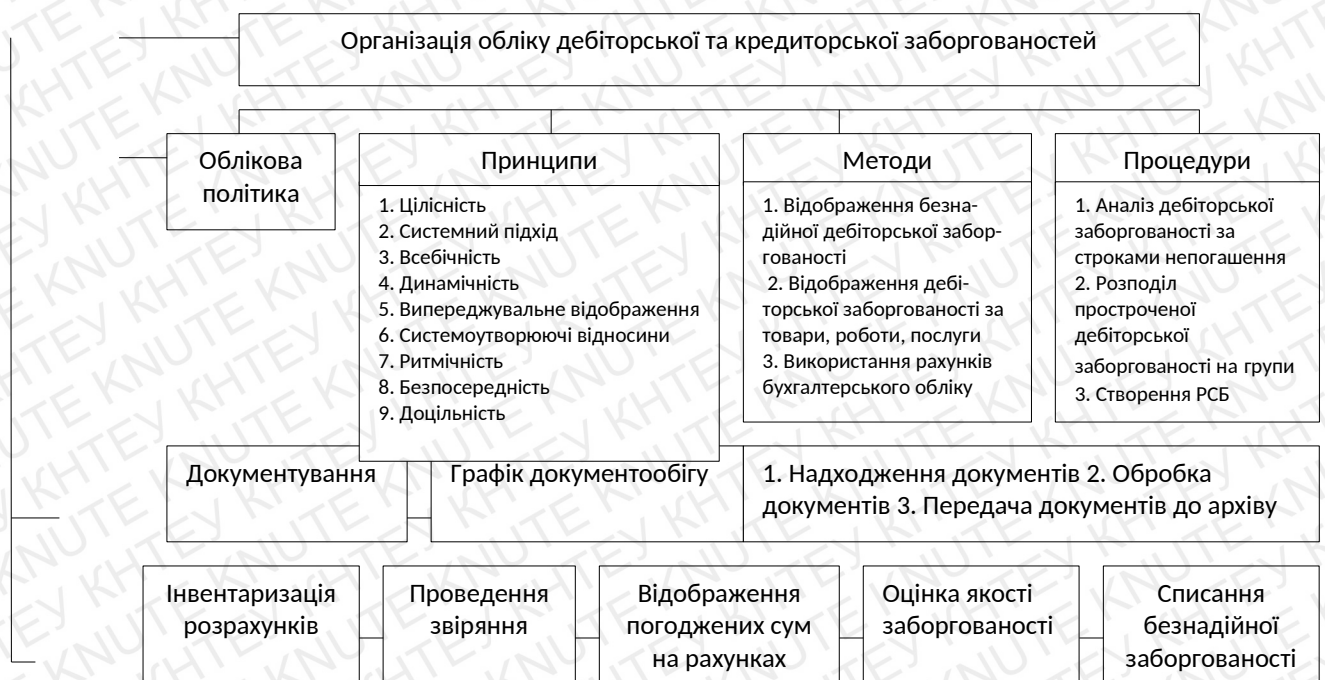 Організація обліку дебіторської та кредиторської заборгованостей
Облікова
політика
Принципи
1. Цілісність
2. Системний підхід
3. Всебічність
4. Динамічність
5. Випереджувальне відображення
6. Системоутворюючі відносини
7. Ритмічність
8. Безпосередність
9. Доцільність
Методи
1. Відображення безна-
дійної дебіторської забор-
гованості
2. Відображення дебі-
торської заборгованості за
товари, роботи, послуги
3. Використання рахунків
бухгалтерського обліку
Процедури
1. Аналіз дебіторської
заборгованості за
строками непогашення
2. Розподіл
простроченої
дебіторської
заборгованості на групи
3. Створення РСБ
Документування
Графік документообігу
1. Надходження документів 2. Обробка
документів 3. Передача документів до архіву
Інвентаризація
розрахунків
Проведення
звіряння
Відображення
погоджених сум
на рахунках
Оцінка якості
заборгованості
Списання
безнадійної
заборгованості